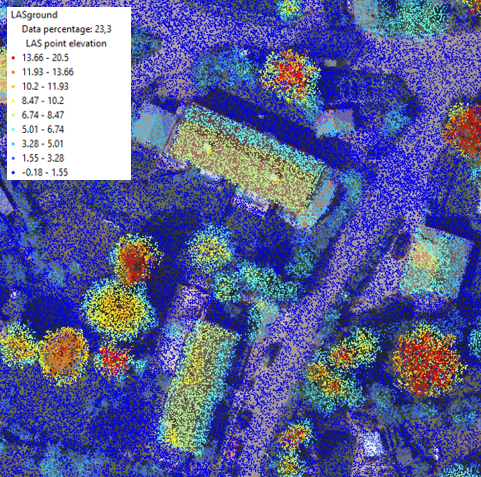 LASground
Data percentage: 23,3
LAS point elevation
13.66 - 20.5
11.93 - 13.66
10.2 - 11.93
8.47 - 10.2
6.74 - 8.47
5.01 - 6.74
3.28 - 5.01
1.55 - 3.28
-0.18 - 1.55